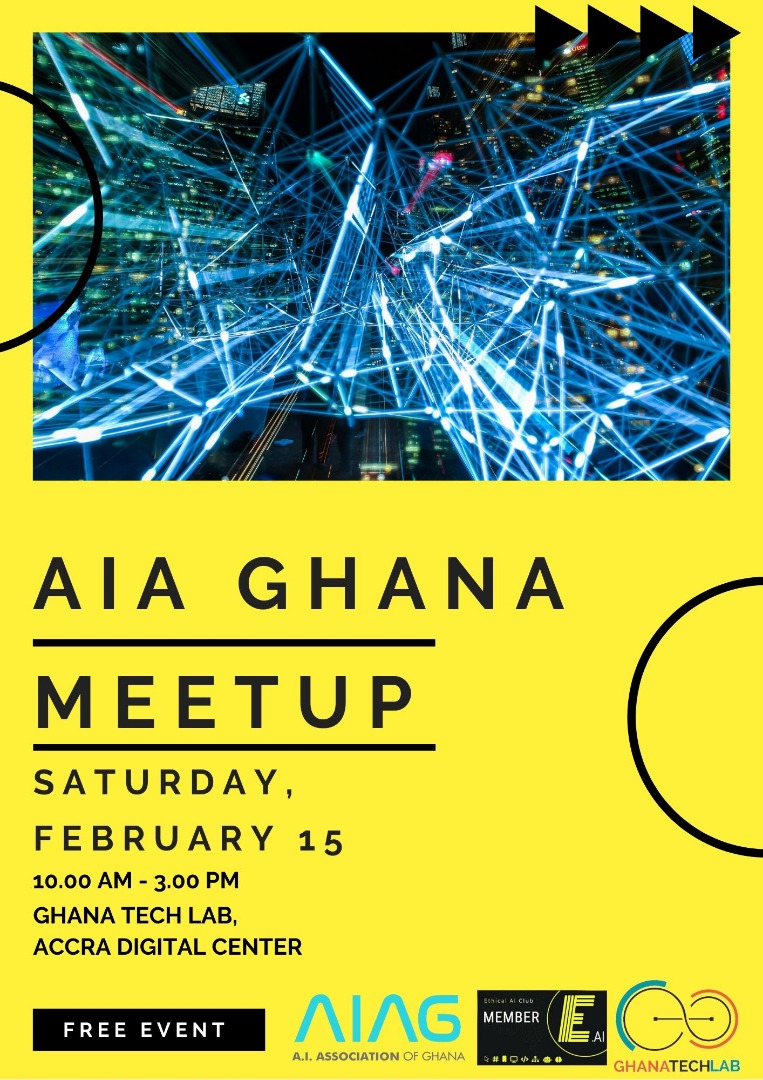 AIA GHANA
MEETUP
SATURDAY,
FEBRUARY 15
10.00 AM - 3.00 PM
GHANA TECH LAB,
ACCRA DIGITAL CENTER
FREE EVENT
AIAG
A.I. ASSOCIATION OF GHANA
Ethical AI Club
MEMBER
E.AI
GHANATECHLAB